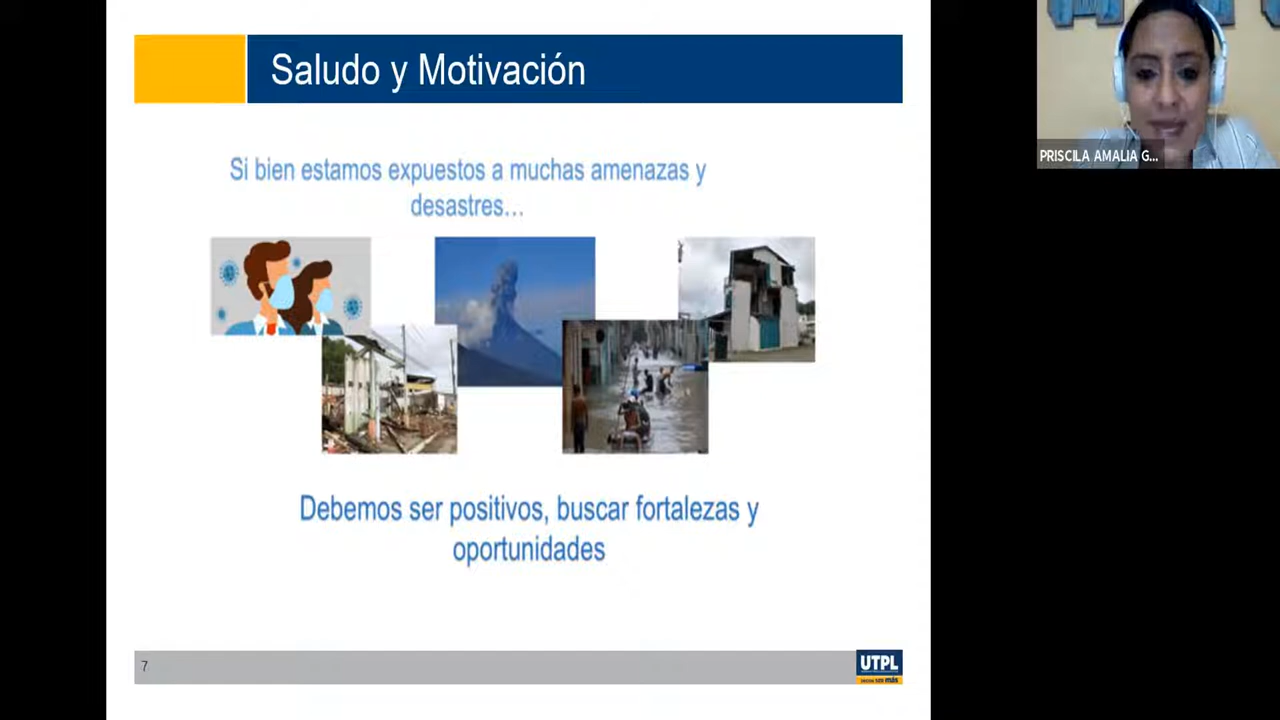 Saludo y Motivación
PRISCILA AMALIA G...
Si bien estamos expuestos a muchas amenazas y
desastres...
Debemos ser positivos, buscar fortalezas y
oportunidades
7
UTPL